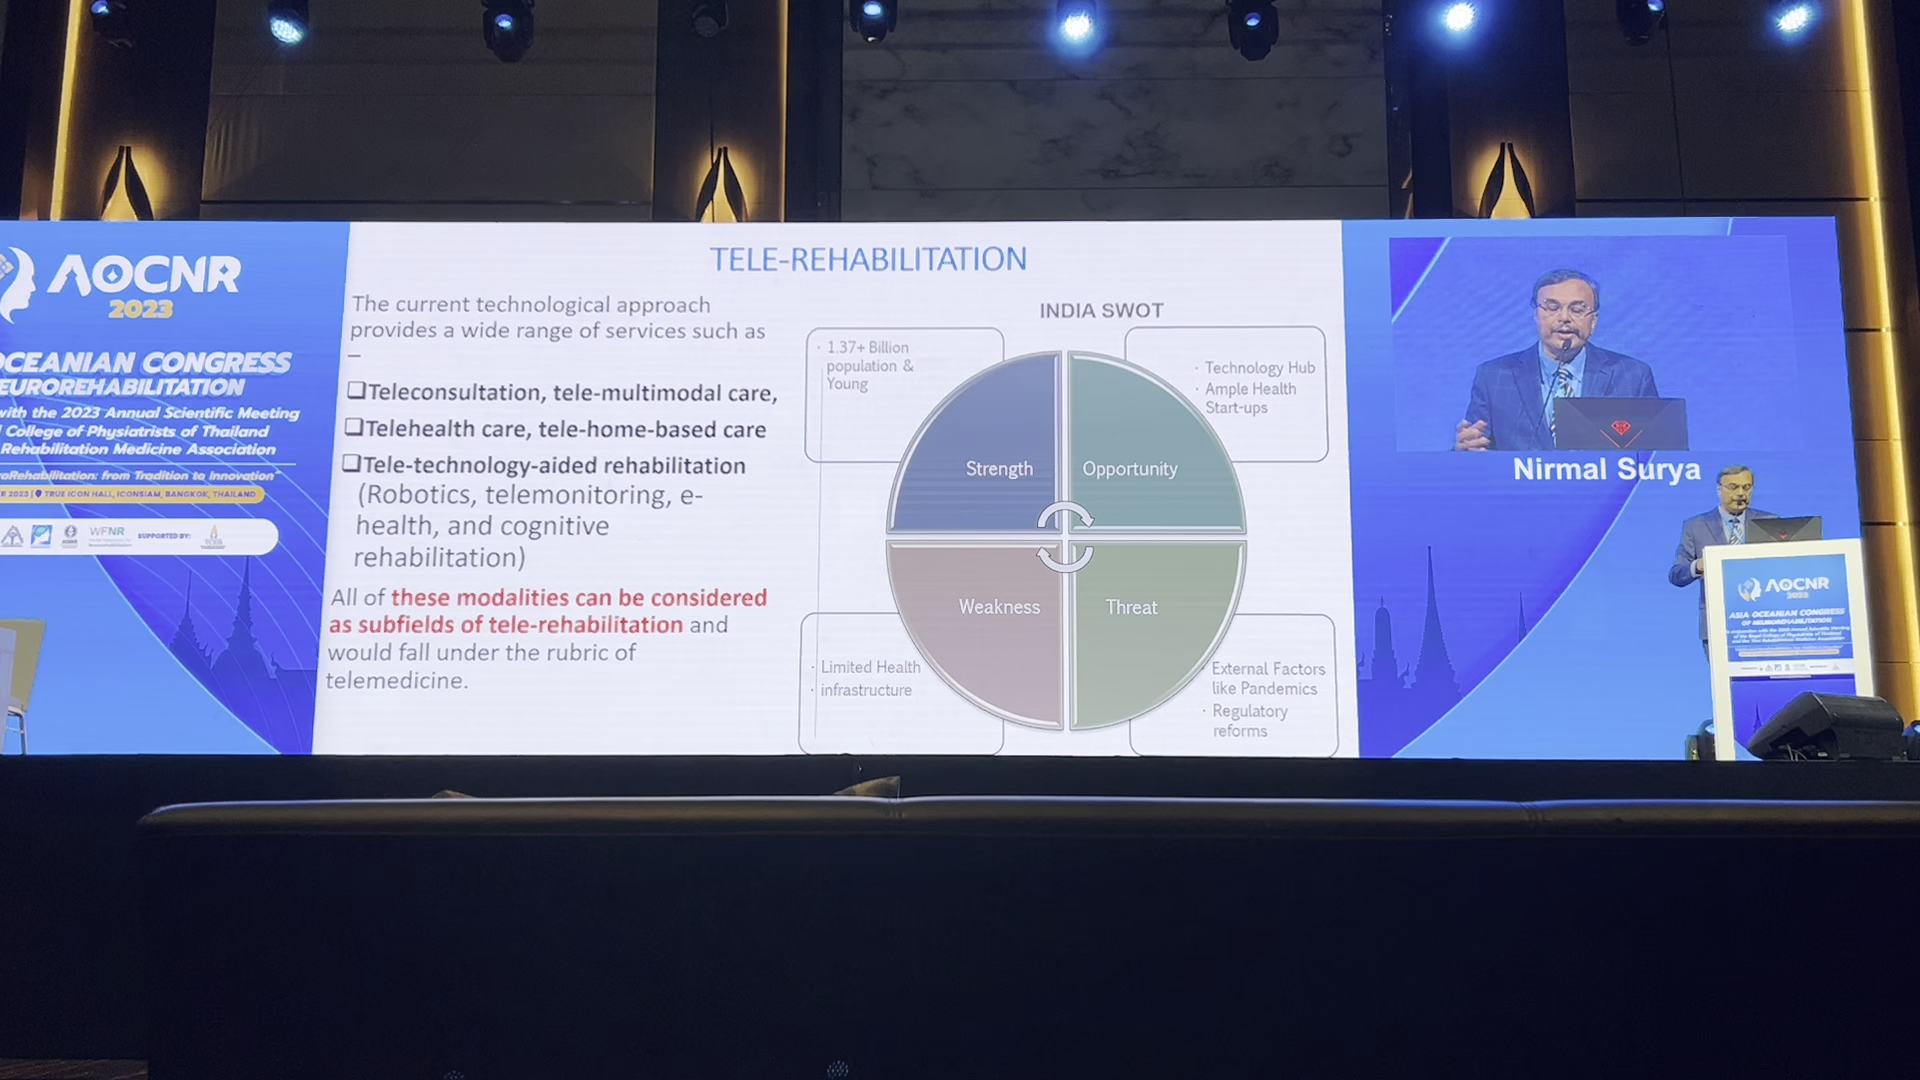 AOCNR
2023
OCEANIAN CONGRESS
EUROREHABILITATION
with the 2023 Annual Scientific Meeting
College of Physiatrists of Thailand
Rehabilitation Medicine Association
Rehabilitation: from Tradition to Innovation
2023 | TRUE ICON HALL, ICONSIAM, BANGKOK, THAILAND
WFNR
SUPPORTED BY:
TELE-REHABILITATION
The current technological approach
provides a wide range of services such as
–
❑Teleconsultation, tele-multimodal care,
❑Telehealth care, tele-home-based care
❑Tele-technology-aided rehabilitation
(Robotics, telemonitoring, e-
health, and cognitive
rehabilitation)
All of these modalities can be considered
as subfields of tele-rehabilitation and
would fall under the rubric of
telemedicine.
INDIA SWOT
· 1.37+ Billion
population &
Young
· Technology Hub
· Ample Health
Start-ups
Strength
Opportunity
Weakness
Threat
· Limited Health
· infrastructure
· External Factors
like Pandemics
· Regulatory
reforms
Nirmal Surya
AOCNR
2023
ASIA OCEANIAN CONGRESS
OF NEUROREHABILITATION